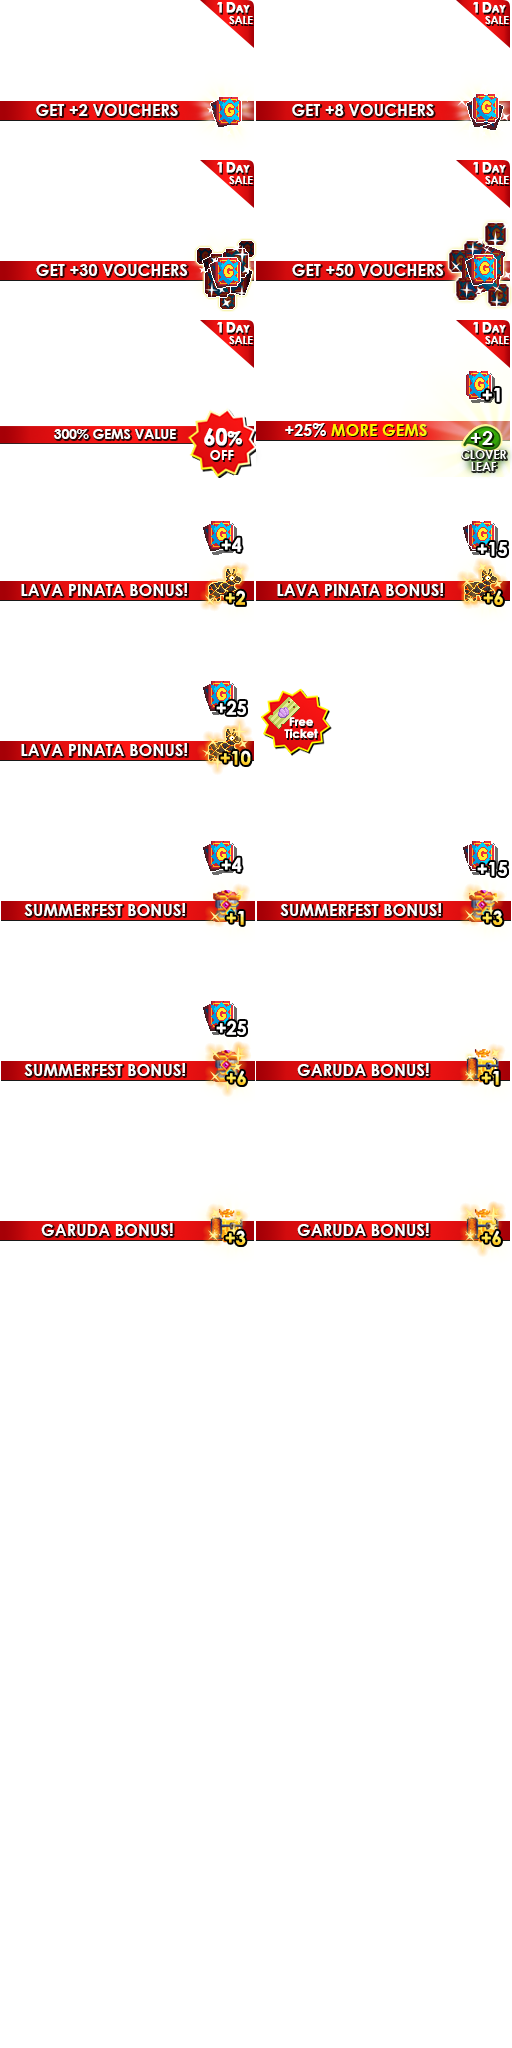 1 DAY
SALE
GET +2 VOUCHERS
G
1 DAY
SALE
GET +8 VOUCHERS
G
1 DAY
SALE
GET +30 VOUCHERS
G
1 DAY
SALE
GET +50 VOUCHERS
G
1 DAY
SALE
300% GEMS VALUE
60%
OFF
1 DAY
SALE
G
+1
+25% MORE GEMS
+2
CLOVER
LEAF
G
+4
LAVA PINATA BONUS!
+2
G
+15
LAVA PINATA BONUS!
+6
G
+25
LAVA PINATA BONUS!
+10
Free
Ticket
G
+4
SUMMERFEST BONUS!
+1
G
+15
SUMMERFEST BONUS!
+3
G
+25
SUMMERFEST BONUS!
+6
GARUDA BONUS!
+1
GARUDA BONUS!
+3
GARUDA BONUS!
+6